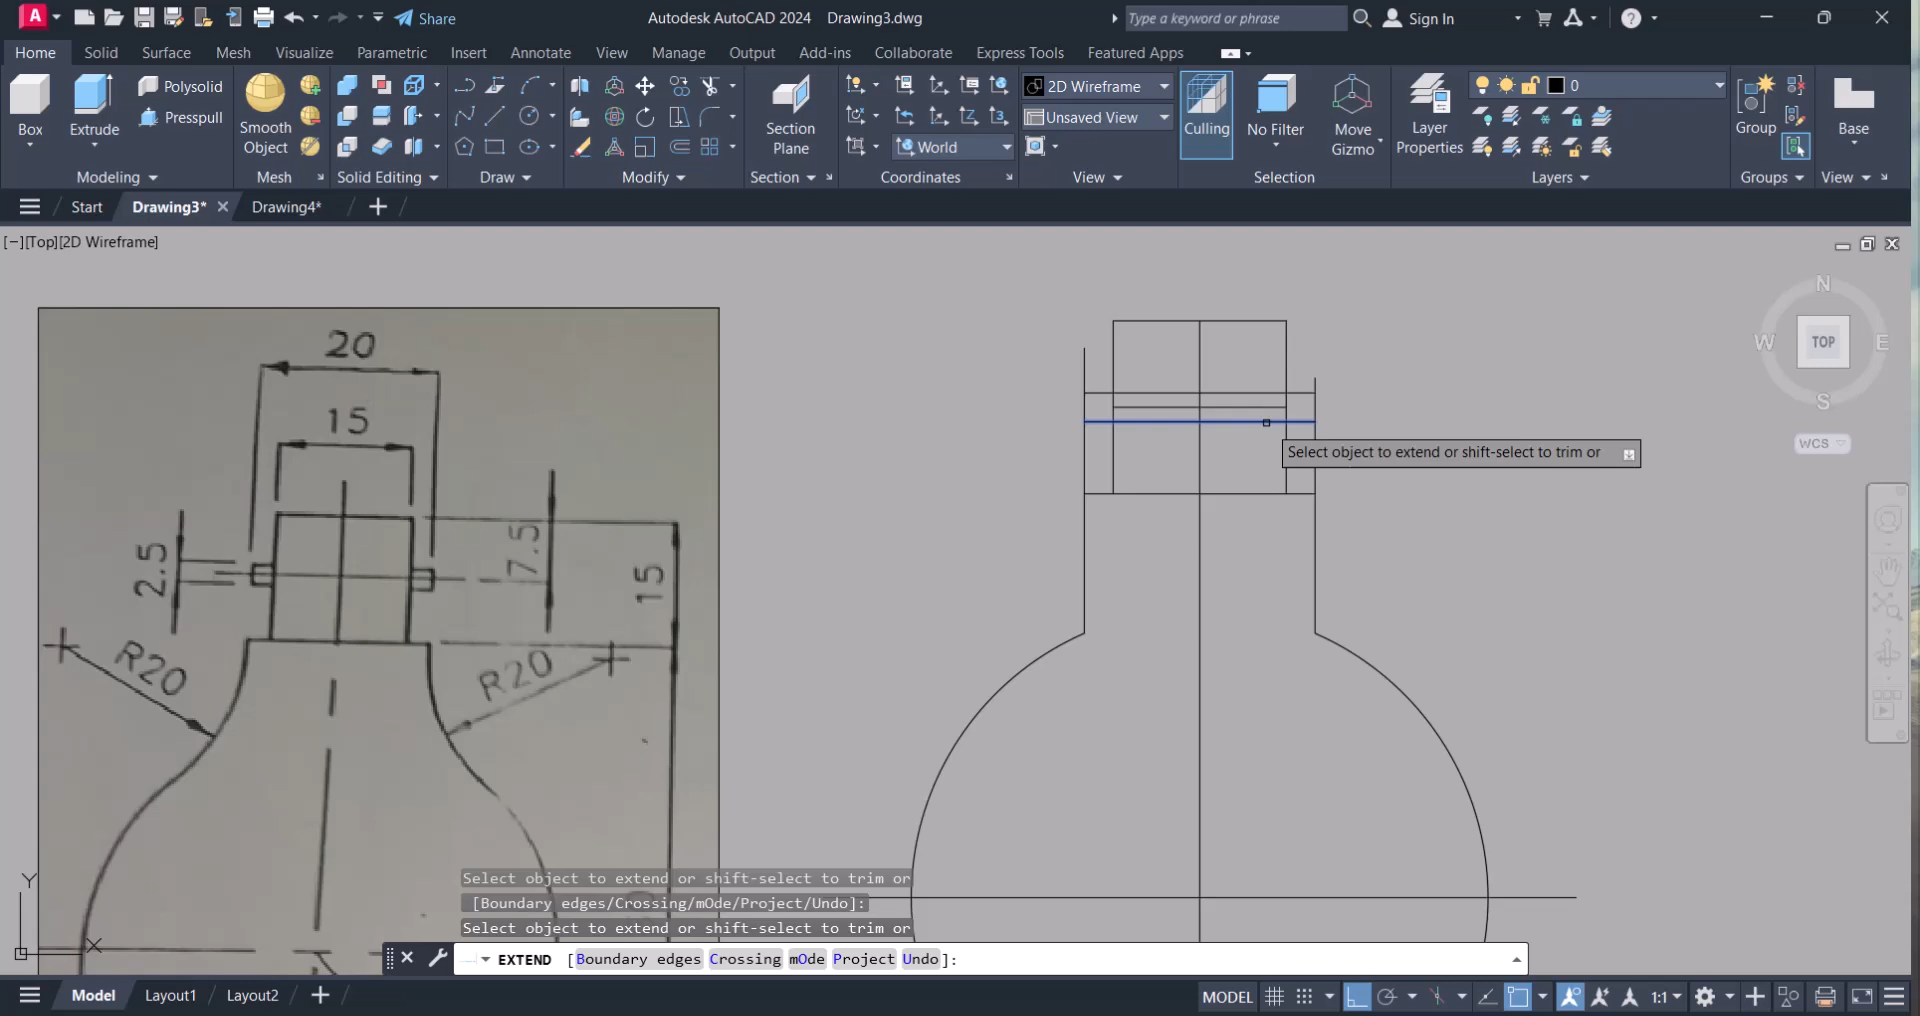 A
Share
Autodesk AutoCAD 2024 Drawing3.dwg
Type a keyword or phrase
Sign In
Home Solid Surface Mesh Visualize Parametric Insert Annotate View Manage Output Add-ins Collaborate Express Tools Featured Apps
Polysolid
Presspull
2D Wireframe
Unsaved View
World
0
Box
Extrude
Smooth
Object
Section
Plane
Culling
No Filter
Move
Gizmo
Layer
Properties
Group
Base
Modeling Mesh Solid Editing Draw Modify Section Coordinates View Selection Layers Groups View
Start Drawing3* Drawing4*
[−][Top][2D Wireframe]
N
W TOP E
S
WCS
20
15
2.5
7.5
15
R20
R20
Select object to extend or shift-select to trim or
Y
X
Select object to extend or shift-select to trim or
[Boundary edges/Crossing/mOde/Project/Undo]:
Select object to extend or shift-select to trim or
EXTEND [Boundary edges Crossing mOde Project Undo]:
Model Layout1 Layout2
MODEL
1:1